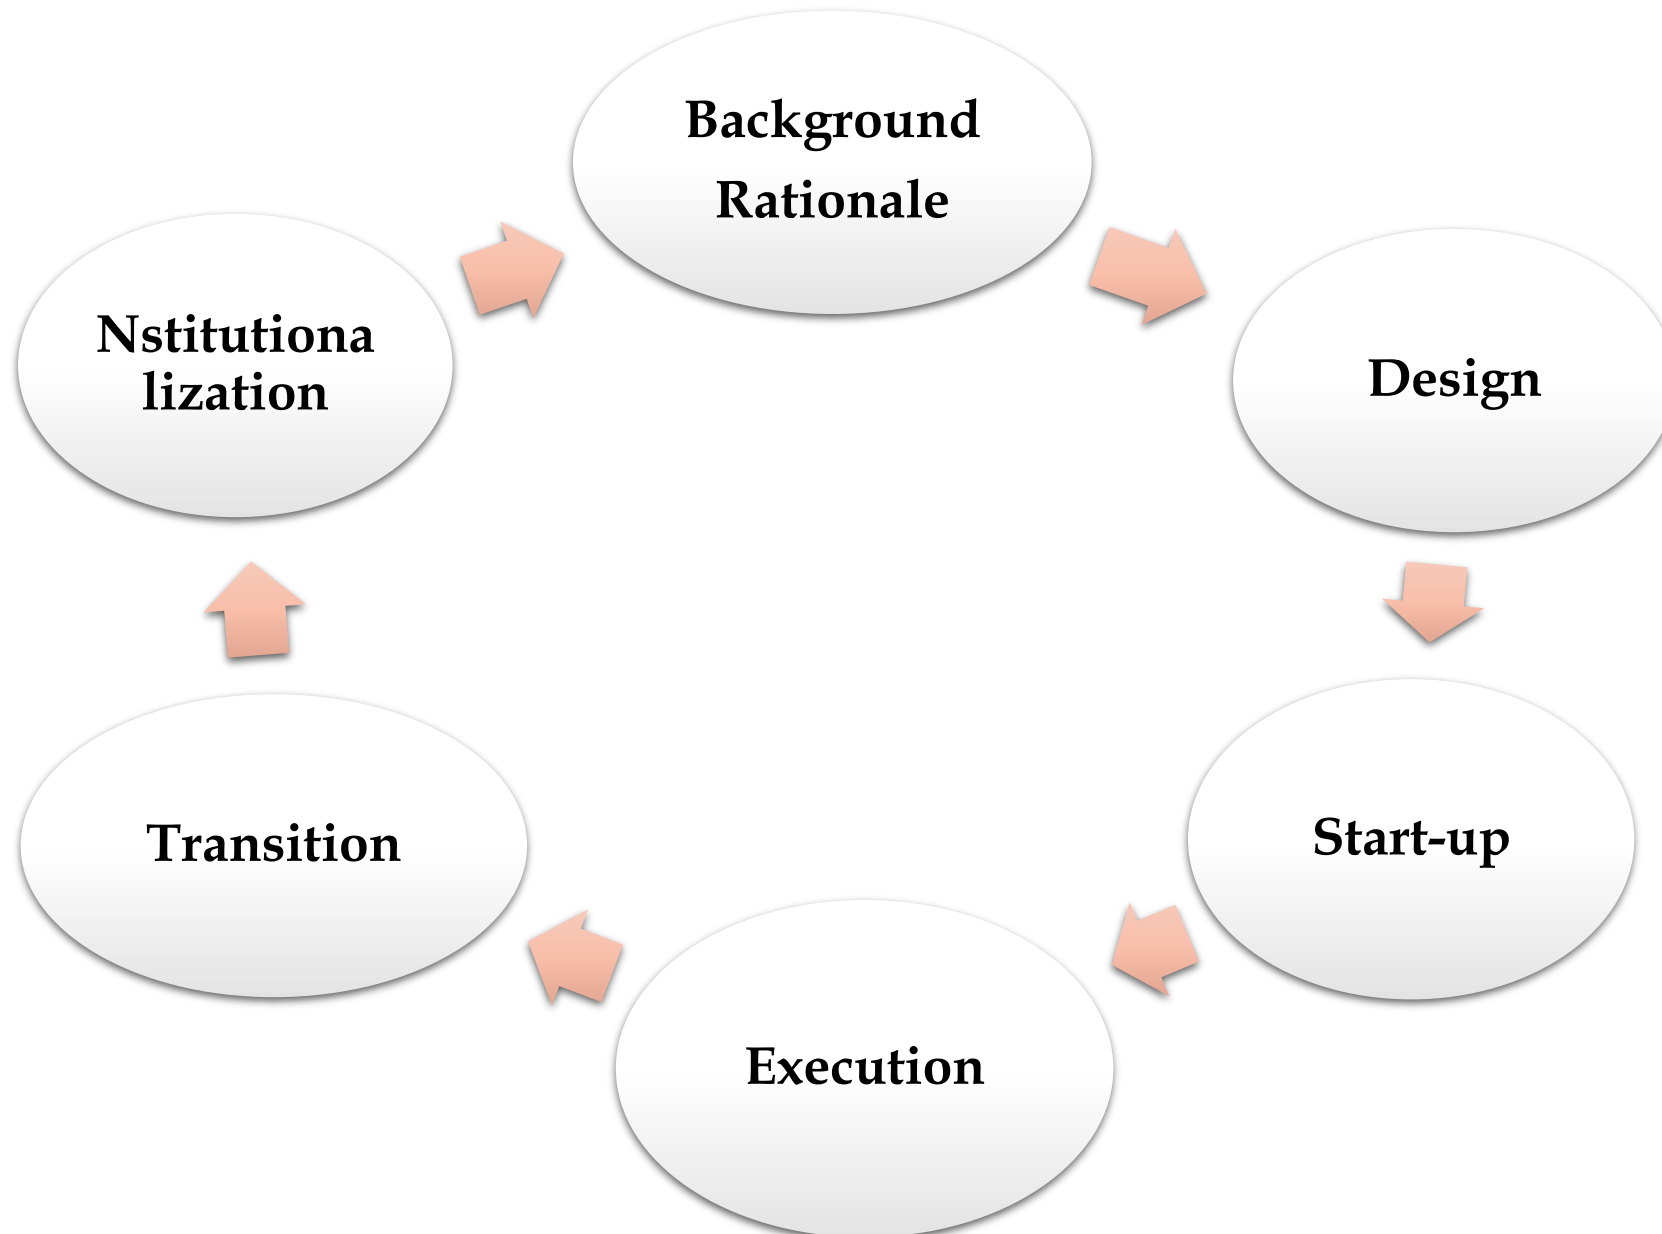 Background
Rationale
Design
Start-up
Execution
Transition
Nstitutiona
lization